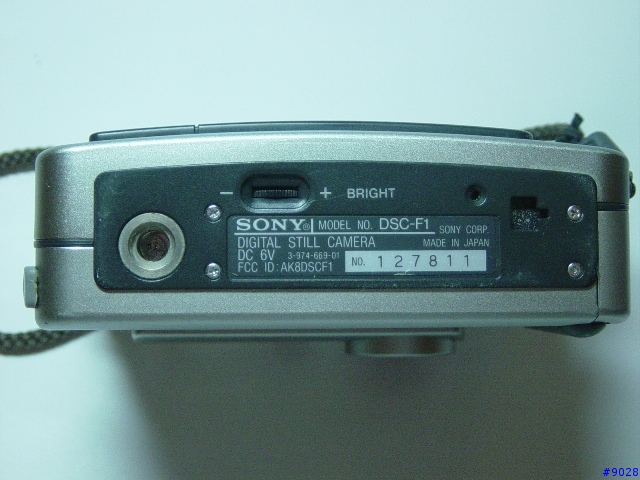 − + BRIGHT
SONY® MODEL NO. DSC-F1 SONY CORP.
DIGITAL STILL CAMERA MADE IN JAPAN
DC 6V 3-974-669-01
FCC ID: AK8DSCF1 NO. 127811
#9028